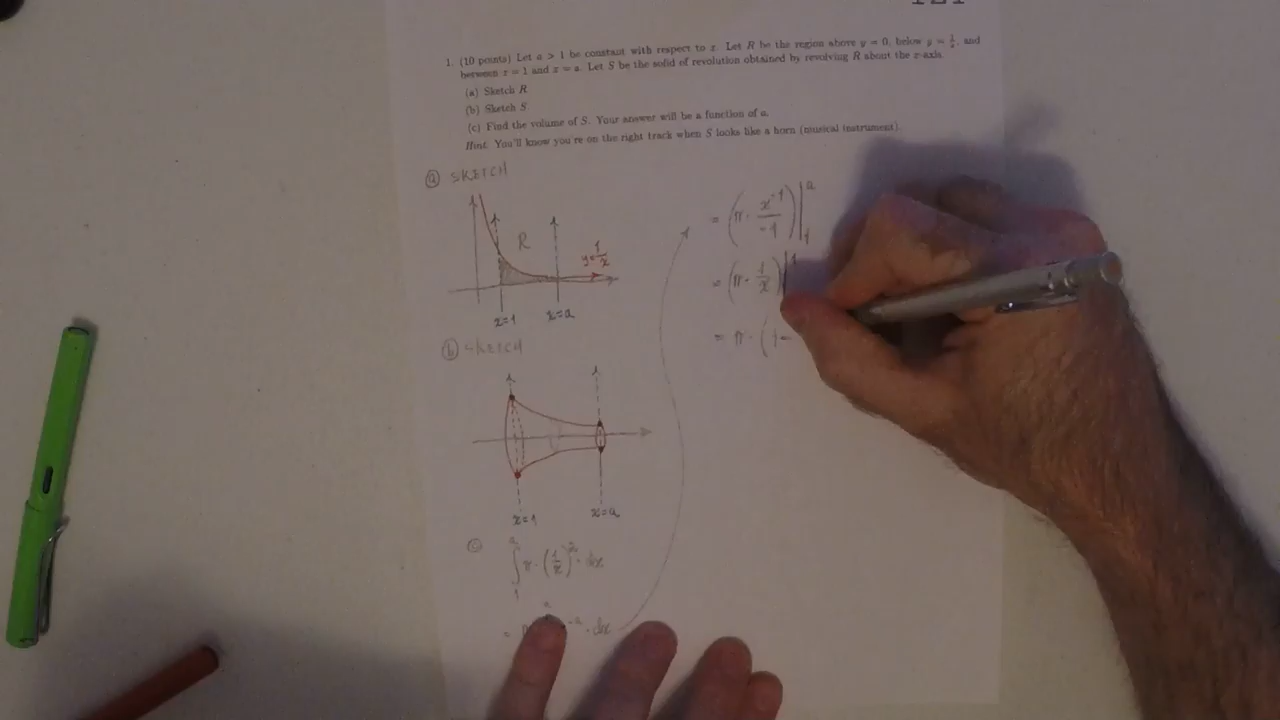 1. (10 points) Let a > 1 be constant with respect to x. Let R be the region above y = 0, below y = 1/x, and
between x = 1 and x = a. Let S be the solid of revolution obtained by revolving R about the x-axis.
(a) Sketch R.
(b) Sketch S.
(c) Find the volume of S. Your answer will be a function of a.
Hint: You'll know you're on the right track when S looks like a horn (musical instrument).
ⓐ SKETCH
R
y=1/x
x=1 x=a
ⓑ SKETCH
x=1 x=a
ⓒ ∫₁ᵃ π·(1/x)²·dx
·dx
= (π· x⁻¹/-1)|₁ᵃ
= (π· 1/x)|
= π·(1-